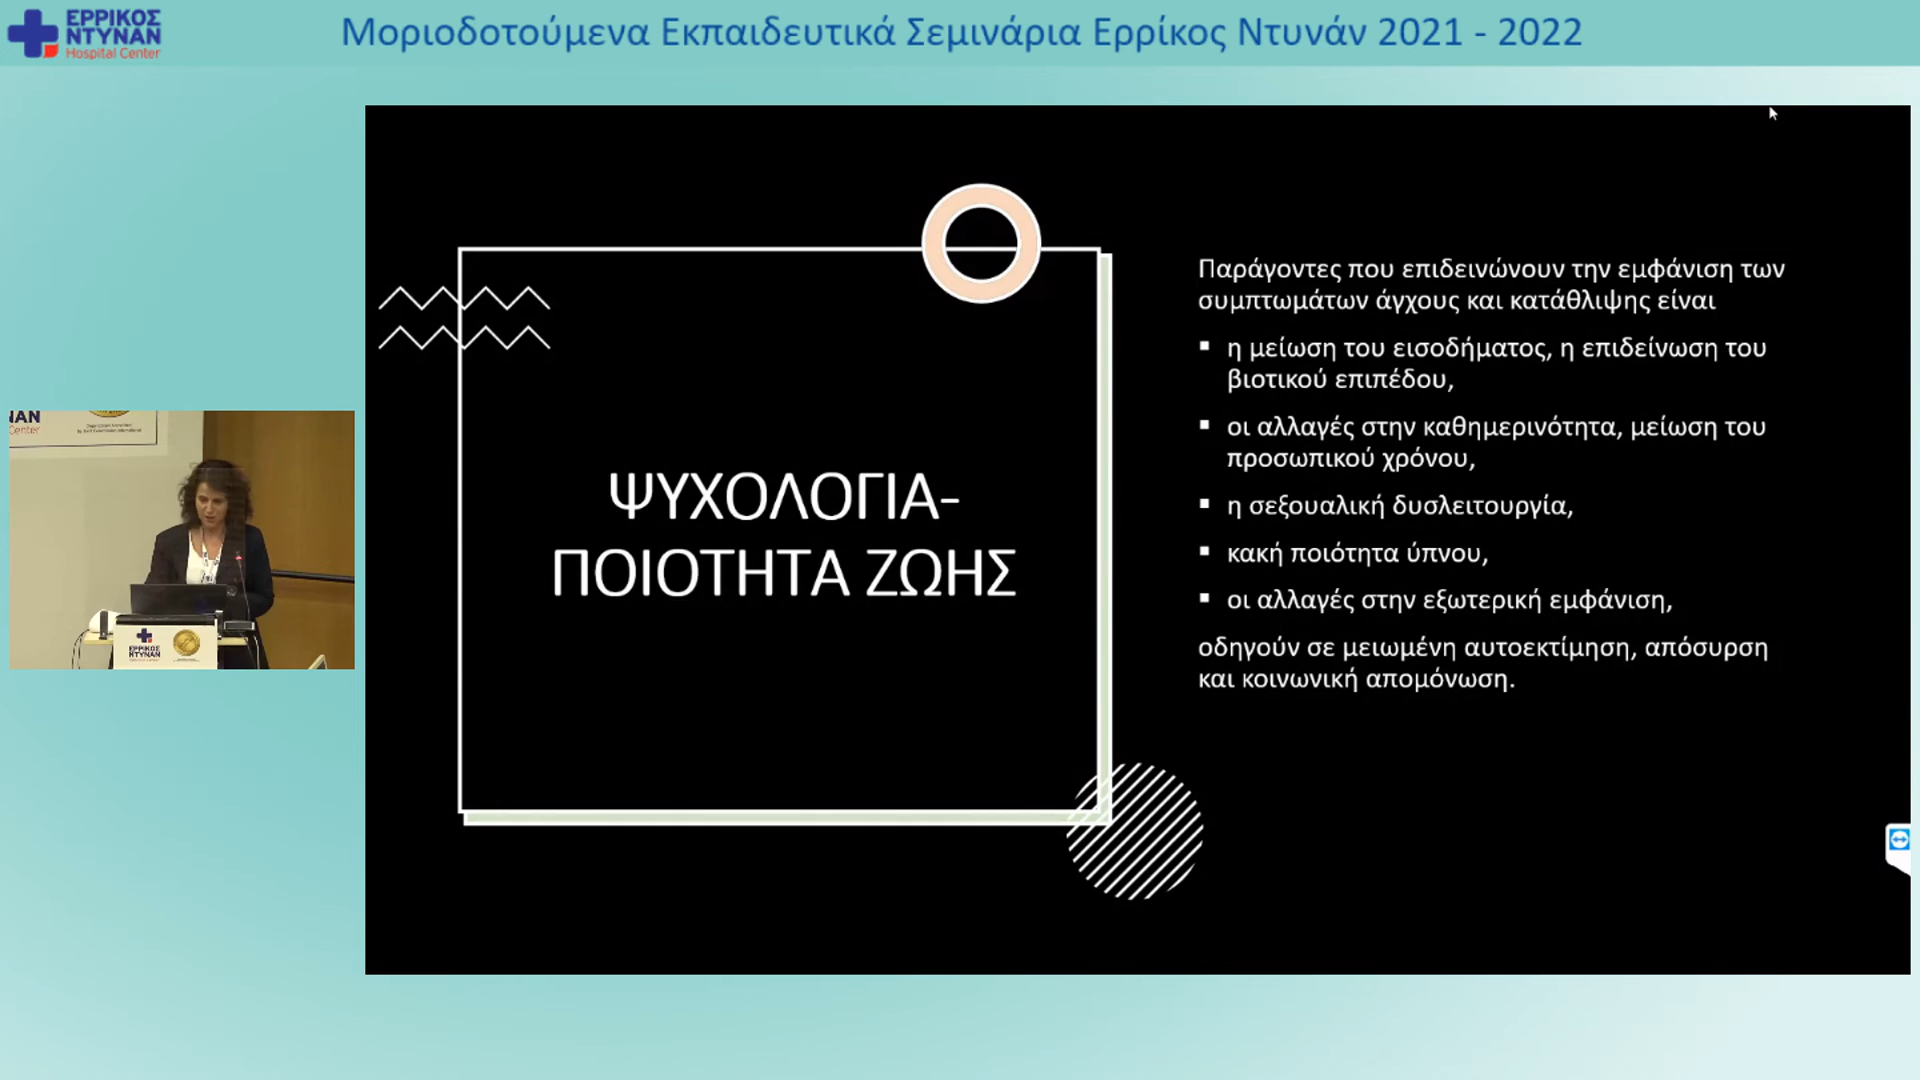 ΕΡΡΙΚΟΣ
ΝΤΥΝΑΝ
Hospital Center
Μοριοδοτούμενα Εκπαιδευτικά Σεμινάρια Ερρίκος Ντυνάν 2021 - 2022
ΨΥΧΟΛΟΓΙΑ-
ΠΟΙΟΤΗΤΑ ΖΩΗΣ
Παράγοντες που επιδεινώνουν την εμφάνιση των
συμπτωμάτων άγχους και κατάθλιψης είναι
▪ η μείωση του εισοδήματος, η επιδείνωση του
βιοτικού επιπέδου,
▪ οι αλλαγές στην καθημερινότητα, μείωση του
προσωπικού χρόνου,
▪ η σεξουαλική δυσλειτουργία,
▪ κακή ποιότητα ύπνου,
▪ οι αλλαγές στην εξωτερική εμφάνιση,
οδηγούν σε μειωμένη αυτοεκτίμηση, απόσυρση
και κοινωνική απομόνωση.
ΕΡΡΙΚΟΣ
ΝΤΥΝΑΝ